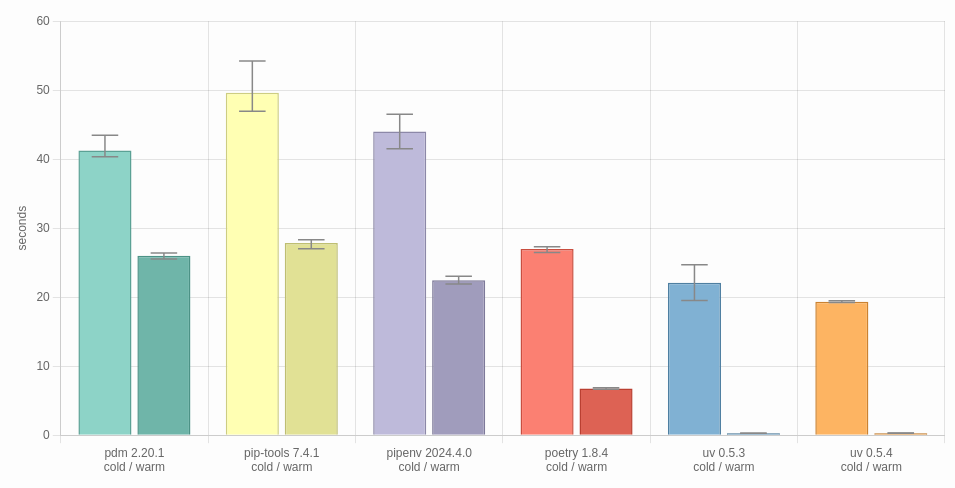 60
50
40
30
20
10
0
seconds
pdm 2.20.1
cold / warm
pip-tools 7.4.1
cold / warm
pipenv 2024.4.0
cold / warm
poetry 1.8.4
cold / warm
uv 0.5.3
cold / warm
uv 0.5.4
cold / warm